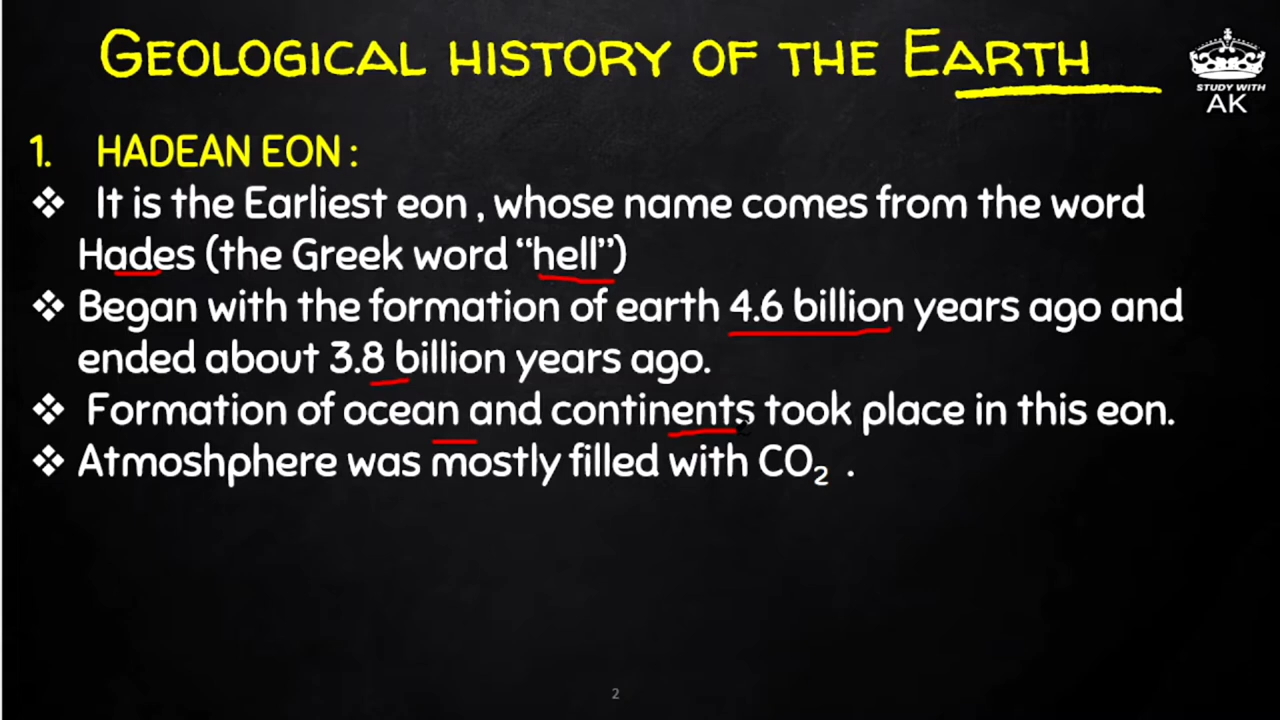 GEOLOGICAL HISTORY OF THE EARTH
STUDY WITH
AK
1. HADEAN EON :
❖ It is the Earliest eon , whose name comes from the word
Hades (the Greek word “hell”)
❖ Began with the formation of earth 4.6 billion years ago and
ended about 3.8 billion years ago.
❖ Formation of ocean and continents took place in this eon.
❖ Atmoshphere was mostly filled with CO₂ .
2